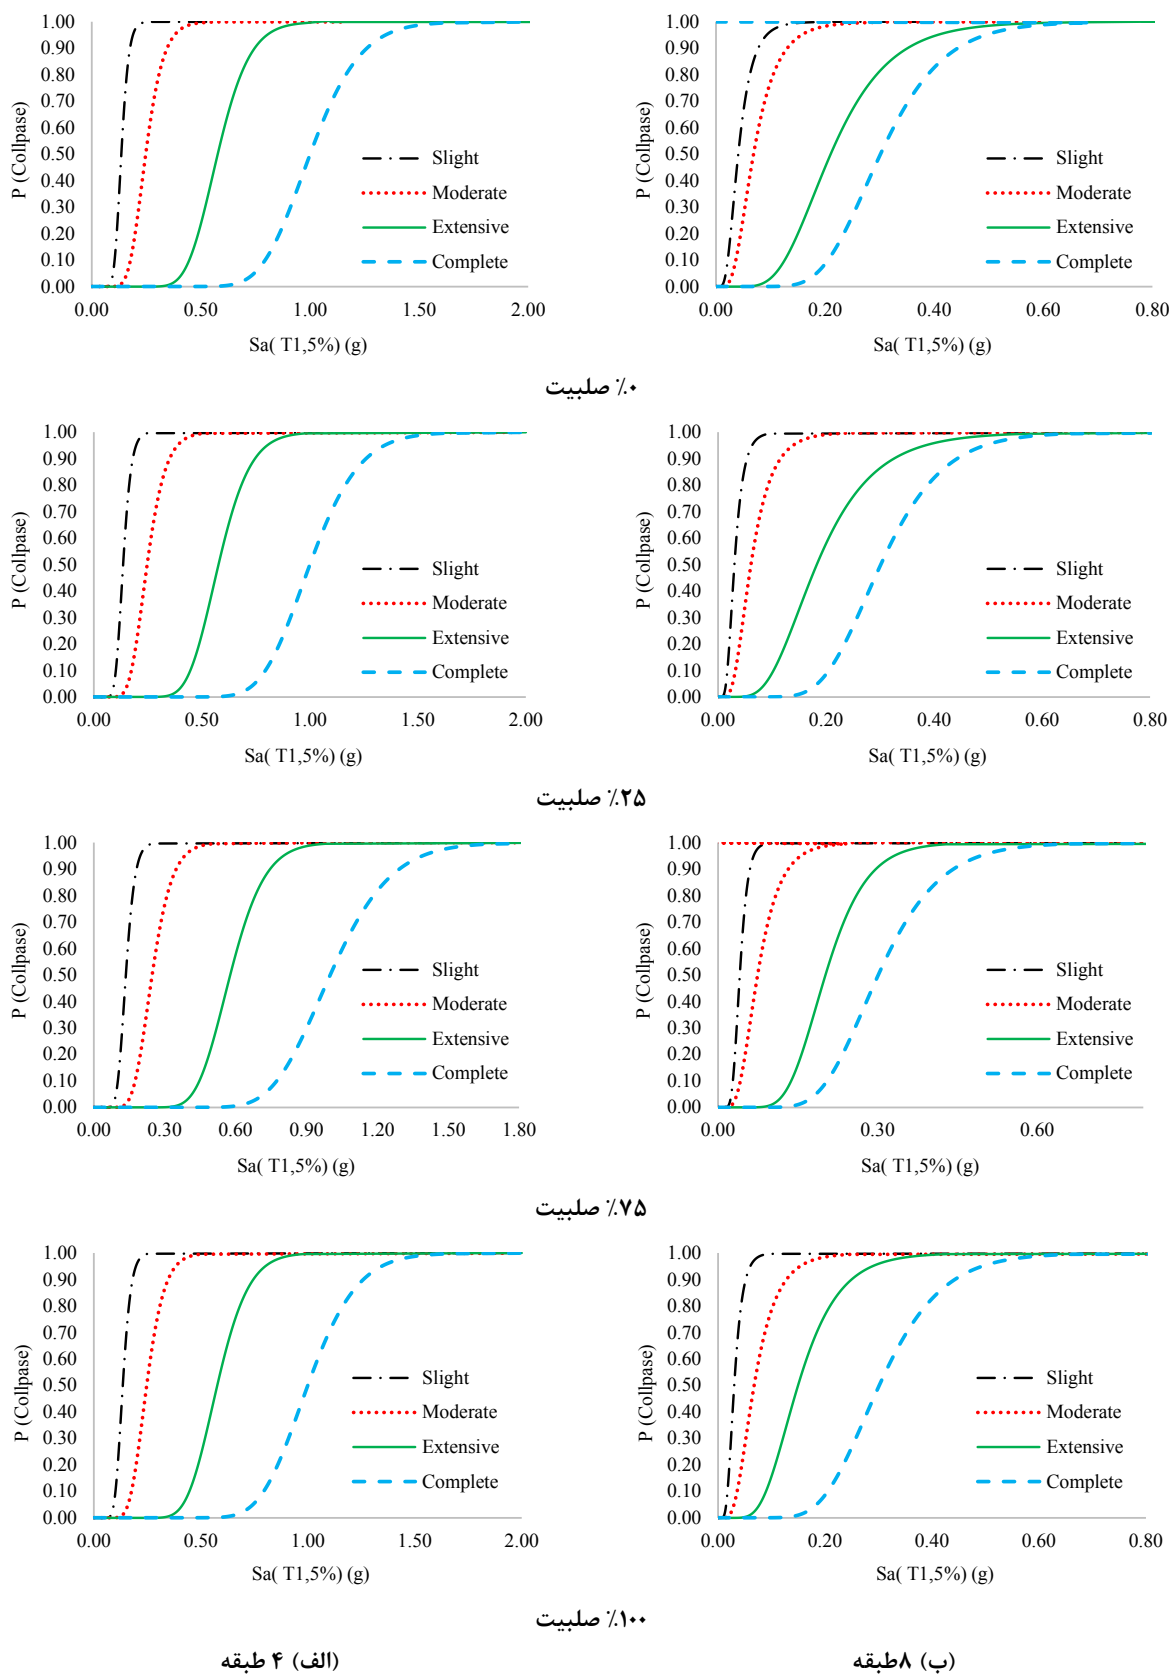 1.00
0.90
0.80
0.70
0.60
0.50
0.40
0.30
0.20
0.10
0.00
P (Collpase)
Slight
Moderate
Extensive
Complete
0.00 0.50 1.00 1.50 2.00
Sa( T1,5%) (g)
1.00
0.90
0.80
0.70
0.60
0.50
0.40
0.30
0.20
0.10
0.00
P (Collpase)
Slight
Moderate
Extensive
Complete
0.00 0.20 0.40 0.60 0.80
Sa( T1,5%) (g)
۰٪ صلبیت
1.00
0.90
0.80
0.70
0.60
0.50
0.40
0.30
0.20
0.10
0.00
P (Collpase)
Slight
Moderate
Extensive
Complete
0.00 0.50 1.00 1.50 2.00
Sa( T1,5%) (g)
1.00
0.90
0.80
0.70
0.60
0.50
0.40
0.30
0.20
0.10
0.00
P (Collpase)
Slight
Moderate
Extensive
Complete
0.00 0.20 0.40 0.60 0.80
Sa( T1,5%) (g)
۲۵٪ صلبیت
1.00
0.90
0.80
0.70
0.60
0.50
0.40
0.30
0.20
0.10
0.00
P (Collpase)
Slight
Moderate
Extensive
Complete
0.00 0.30 0.60 0.90 1.20 1.50 1.80
Sa( T1,5%) (g)
1.00
0.90
0.80
0.70
0.60
0.50
0.40
0.30
0.20
0.10
0.00
P (Collpase)
Slight
Moderate
Extensive
Complete
0.00 0.30 0.60
Sa( T1,5%) (g)
۷۵٪ صلبیت
1.00
0.90
0.80
0.70
0.60
0.50
0.40
0.30
0.20
0.10
0.00
P (Collpase)
Slight
Moderate
Extensive
Complete
0.00 0.50 1.00 1.50 2.00
Sa( T1,5%) (g)
1.00
0.90
0.80
0.70
0.60
0.50
0.40
0.30
0.20
0.10
0.00
P (Collpase)
Slight
Moderate
Extensive
Complete
0.00 0.20 0.40 0.60 0.80
Sa( T1,5%) (g)
۱۰۰٪ صلبیت
(الف) ۴ طبقه
(ب) ۸طبقه